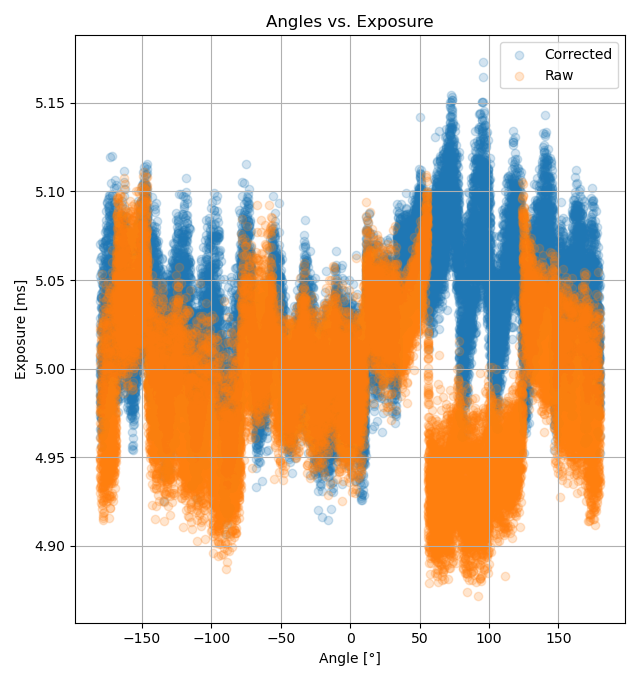 Angles vs. Exposure
Corrected
Raw
5.15
5.10
5.05
5.00
4.95
4.90
Exposure [ms]
−150
−100
−50
0
50
100
150
Angle [°]